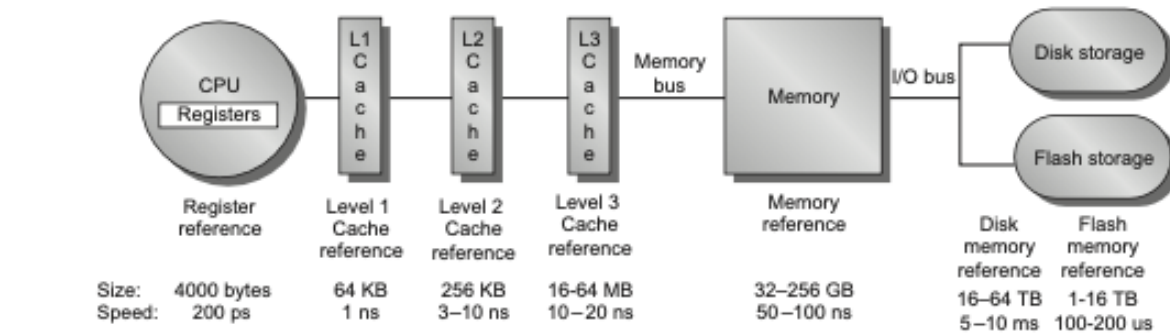 CPU
Registers
L1
C
a
c
h
e
L2
C
a
c
h
e
L3
C
a
c
h
e
Memory
bus
Memory
I/O bus
Disk storage
Flash storage
Register
reference
Level 1
Cache
reference
Level 2
Cache
reference
Level 3
Cache
reference
Memory
reference
Disk
memory
reference
Flash
memory
reference
Size: 4000 bytes 64 KB 256 KB 16-64 MB 32–256 GB 16–64 TB 1-16 TB
Speed: 200 ps 1 ns 3–10 ns 10–20 ns 50–100 ns 5–10 ms 100-200 us